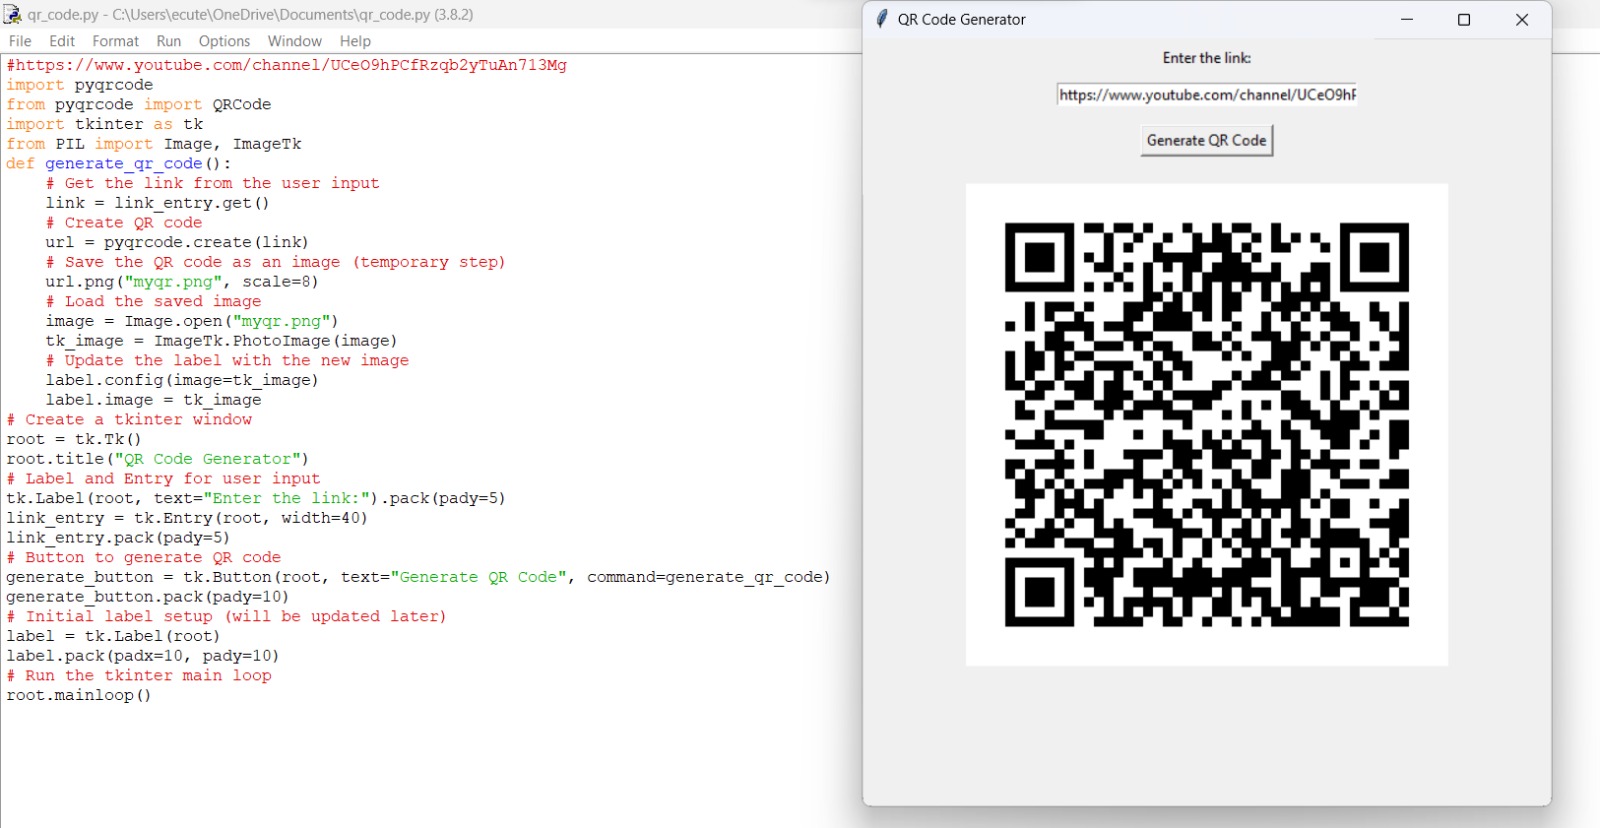 qr_code.py - C:\Users\ecute\OneDrive\Documents\qr_code.py (3.8.2)
File Edit Format Run Options Window Help
#https://www.youtube.com/channel/UCeO9hPCfRzqb2yTuAn713Mg
import pyqrcode
from pyqrcode import QRCode
import tkinter as tk
from PIL import Image, ImageTk
def generate_qr_code():
    # Get the link from the user input
    link = link_entry.get()
    # Create QR code
    url = pyqrcode.create(link)
    # Save the QR code as an image (temporary step)
    url.png("myqr.png", scale=8)
    # Load the saved image
    image = Image.open("myqr.png")
    tk_image = ImageTk.PhotoImage(image)
    # Update the label with the new image
    label.config(image=tk_image)
    label.image = tk_image
# Create a tkinter window
root = tk.Tk()
root.title("QR Code Generator")
# Label and Entry for user input
tk.Label(root, text="Enter the link:").pack(pady=5)
link_entry = tk.Entry(root, width=40)
link_entry.pack(pady=5)
# Button to generate QR code
generate_button = tk.Button(root, text="Generate QR Code", command=generate_qr_code)
generate_button.pack(pady=10)
# Initial label setup (will be updated later)
label = tk.Label(root)
label.pack(padx=10, pady=10)
# Run the tkinter main loop
root.mainloop()
QR Code Generator
Enter the link:
https://www.youtube.com/channel/UCeO9hP
Generate QR Code